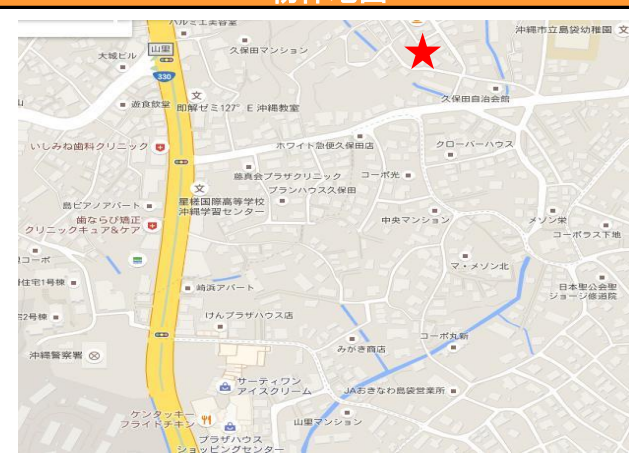 物件地図
ハルミ工美容室
沖縄市立島袋幼稚園
山里
久保田マンション
大城ビル
330
遊食飲堂
即解ゼミ127°E 沖縄教室
久保田自治会館
いしみね歯科クリニック
ホワイト急便久保田店
クローバーハウス
藤真会プラザクリニック
コーポ光
プランハウス久保田
星槎国際高等学校
沖縄学習センター
島ピアノアパート
歯ならび矯正
クリニックキュア&ケア
中央マンション
メゾン栄
コーポラス下地
コーポ
マ・メゾン北
住宅1号棟
崎浜アパート
日本聖公会聖
ジョージ修道院
2号棟
けんプラザハウス店
コーポ丸新
みがき商店
沖縄警察署
サーティワン
アイスクリーム
JAおきなわ島袋営業所
ケンタッキー
フライドチキン
山里マンション
プラザハウス
ショッピングセンター